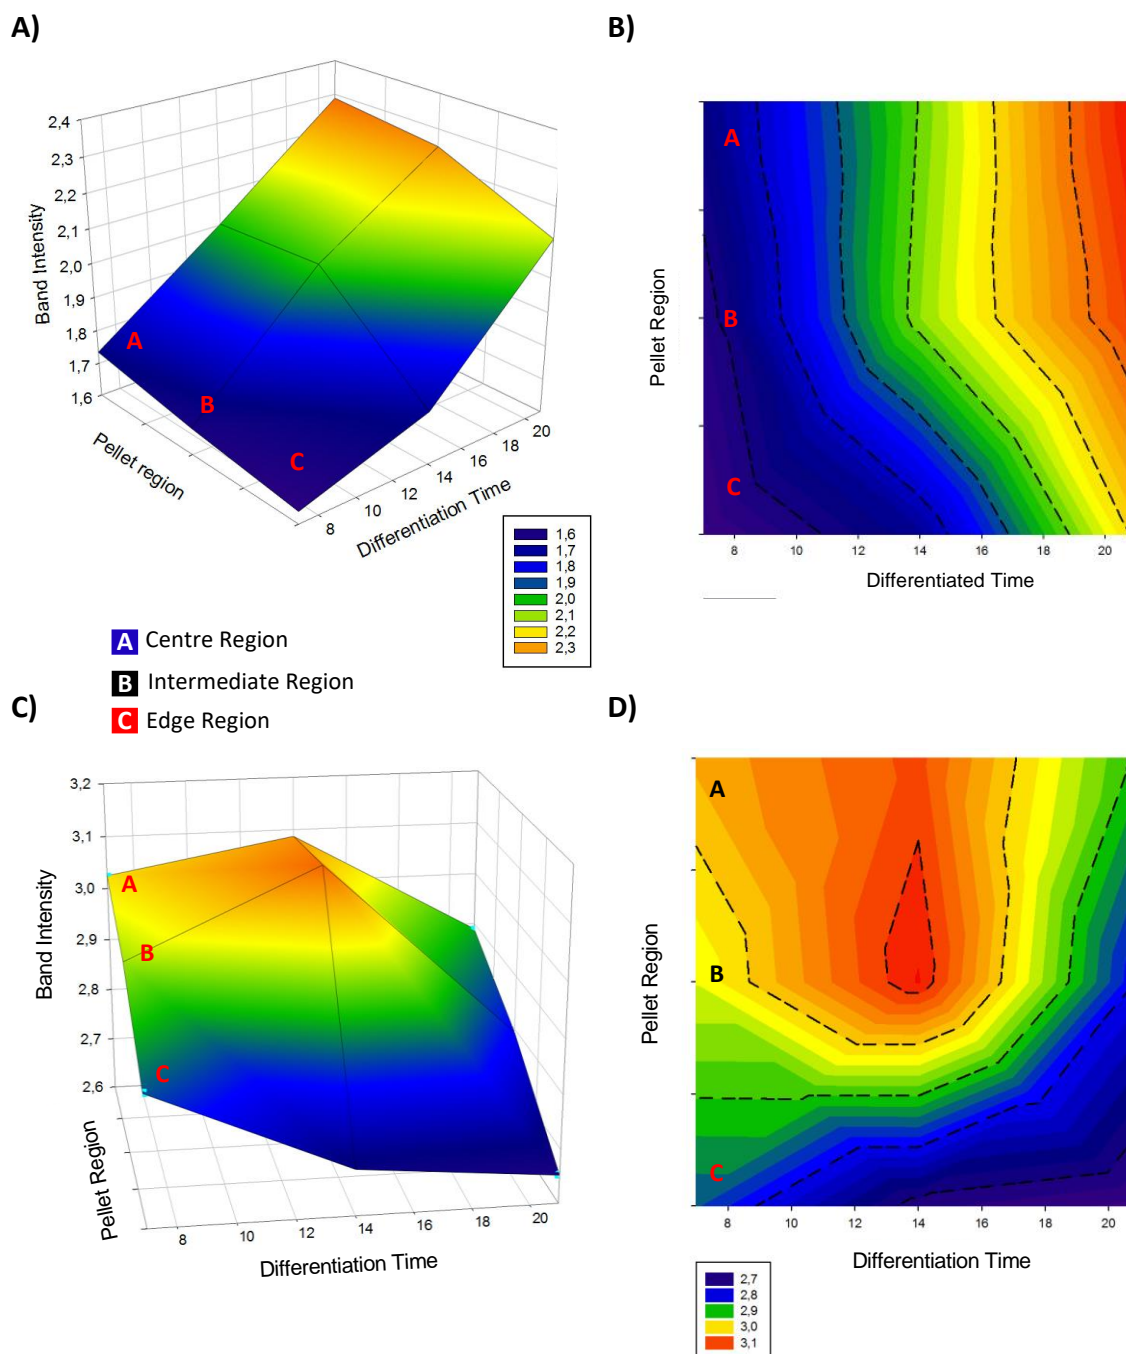 A)
B)
2,4
2,3
2,2
2,1
2,0
1,9
1,8
1,7
1,6
Band Intensity
A
B
C
Pellet region
8
10
12
14
16
18
20
Differentiation Time
1,6
1,7
1,8
1,9
2,0
2,1
2,2
2,3
Pellet Region
A
B
C
8
10
12
14
16
18
20
Differentiated Time
A Centre Region
B Intermediate Region
C Edge Region
C)
D)
3,2
3,1
3,0
2,9
2,8
2,7
2,6
Band Intensity
A
B
C
Pellet Region
8
10
12
14
16
18
20
Differentiation Time
Pellet Region
A
B
C
8
10
12
14
16
18
20
Differentiation Time
2,7
2,8
2,9
3,0
3,1